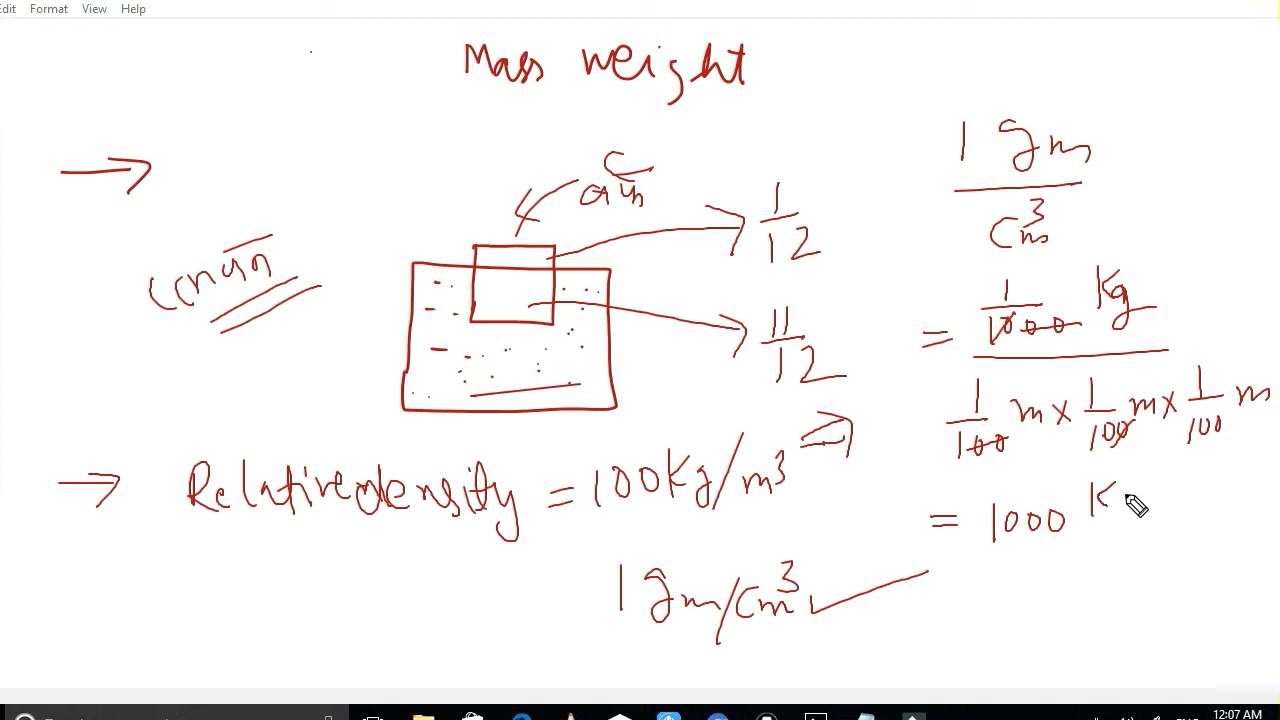 Edit Format View Help
Mass weight
1/12
11/12
1 gm / Cm³
= 1/1000 Kg / 1/100 m × 1/100 m × 1/100 m
Relative density = 100 Kg/m³
= 1000 K
1 gm/Cm³
12:07 AM